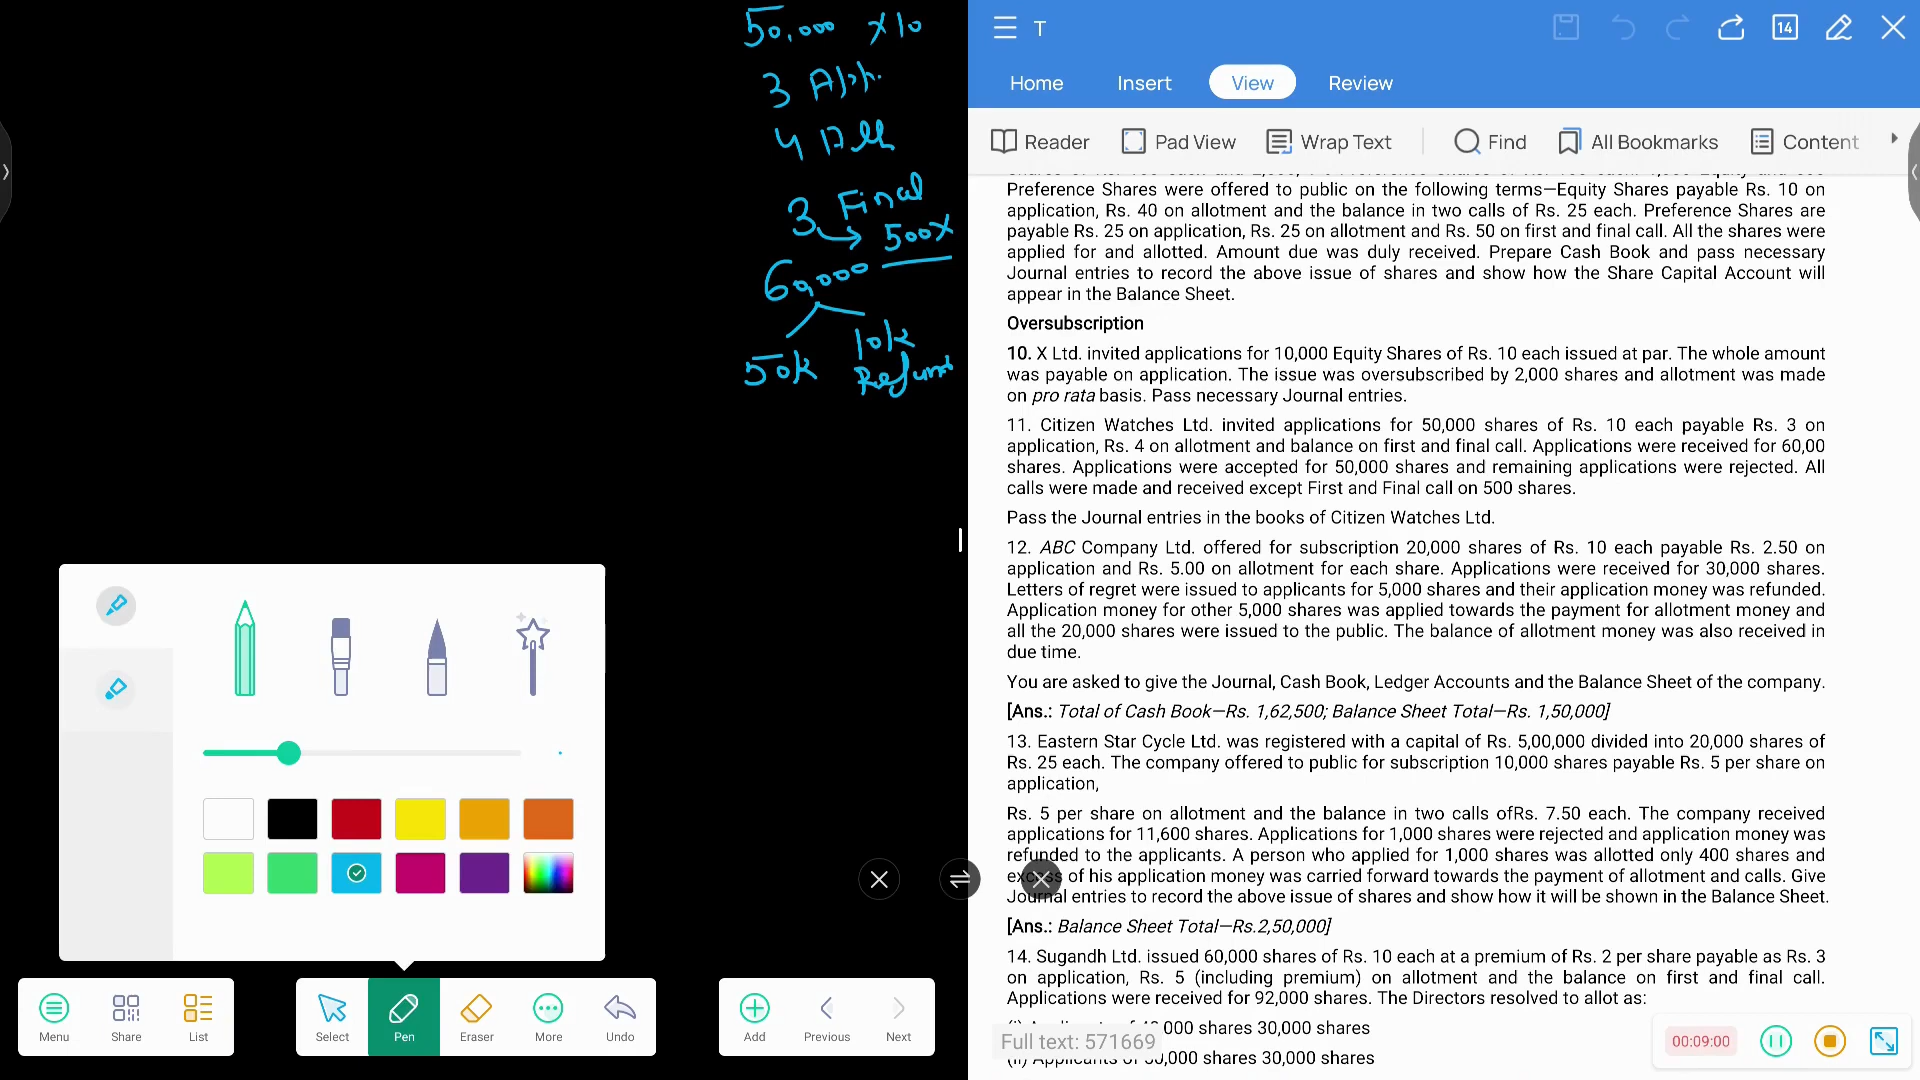 50,000 x 10
3 App.
4 All
3 Final
500X
60,000
50k
10k
Refund
Menu
Share
List
Select
Pen
Eraser
More
Undo
Add
Previous
Next
T
14
Home
Insert
View
Review
Reader
Pad View
Wrap Text
Find
All Bookmarks
Content
Preference Shares were offered to public on the following terms—Equity Shares payable Rs. 10 on
application, Rs. 40 on allotment and the balance in two calls of Rs. 25 each. Preference Shares are
payable Rs. 25 on application, Rs. 25 on allotment and Rs. 50 on first and final call. All the shares were
applied for and allotted. Amount due was duly received. Prepare Cash Book and pass necessary
Journal entries to record the above issue of shares and show how the Share Capital Account will
appear in the Balance Sheet.
Oversubscription
10. X Ltd. invited applications for 10,000 Equity Shares of Rs. 10 each issued at par. The whole amount
was payable on application. The issue was oversubscribed by 2,000 shares and allotment was made
on pro rata basis. Pass necessary Journal entries.
11. Citizen Watches Ltd. invited applications for 50,000 shares of Rs. 10 each payable Rs. 3 on
application, Rs. 4 on allotment and balance on first and final call. Applications were received for 60,00
shares. Applications were accepted for 50,000 shares and remaining applications were rejected. All
calls were made and received except First and Final call on 500 shares.
Pass the Journal entries in the books of Citizen Watches Ltd.
12. ABC Company Ltd. offered for subscription 20,000 shares of Rs. 10 each payable Rs. 2.50 on
application and Rs. 5.00 on allotment for each share. Applications were received for 30,000 shares.
Letters of regret were issued to applicants for 5,000 shares and their application money was refunded.
Application money for other 5,000 shares was applied towards the payment for allotment money and
all the 20,000 shares were issued to the public. The balance of allotment money was also received in
due time.
You are asked to give the Journal, Cash Book, Ledger Accounts and the Balance Sheet of the company.
[Ans.: Total of Cash Book—Rs. 1,62,500; Balance Sheet Total—Rs. 1,50,000]
13. Eastern Star Cycle Ltd. was registered with a capital of Rs. 5,00,000 divided into 20,000 shares of
Rs. 25 each. The company offered to public for subscription 10,000 shares payable Rs. 5 per share on
application,
Rs. 5 per share on allotment and the balance in two calls ofRs. 7.50 each. The company received
applications for 11,600 shares. Applications for 1,000 shares were rejected and application money was
refunded to the applicants. A person who applied for 1,000 shares was allotted only 400 shares and
excess of his application money was carried forward towards the payment of allotment and calls. Give
Journal entries to record the above issue of shares and show how it will be shown in the Balance Sheet.
[Ans.: Balance Sheet Total—Rs.2,50,000]
14. Sugandh Ltd. issued 60,000 shares of Rs. 10 each at a premium of Rs. 2 per share payable as Rs. 3
on application, Rs. 5 (including premium) on allotment and the balance on first and final call.
Applications were received for 92,000 shares. The Directors resolved to allot as:
000 shares 30,000 shares
Full text: 571669
(ii) Applicants of 50,000 shares 30,000 shares
00:09:00